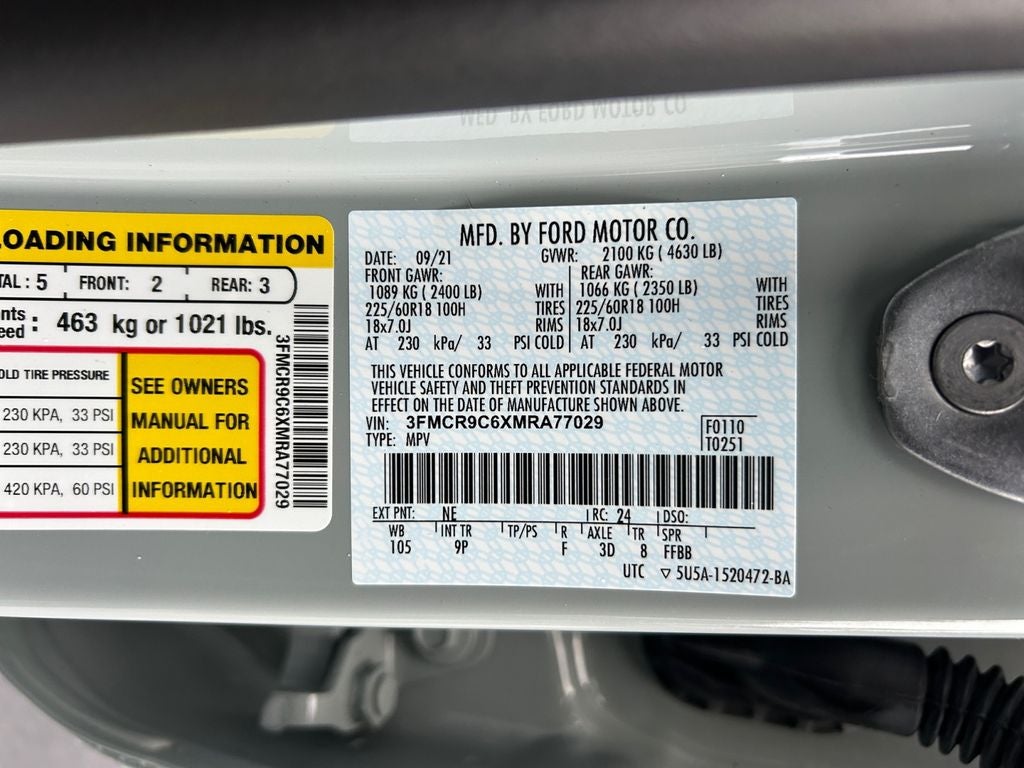 LOADING INFORMATION
TAL : 5 FRONT: 2 REAR: 3
nts
eed : 463 kg or 1021 lbs.
OLD TIRE PRESSURE
230 KPA, 33 PSI
230 KPA, 33 PSI
420 KPA, 60 PSI
SEE OWNERS
MANUAL FOR
ADDITIONAL
INFORMATION
3FMCR9C6XMRA77029
MFD. BY FORD MOTOR CO.
DATE: 09/21 GVWR: 2100 KG ( 4630 LB)
FRONT GAWR: REAR GAWR:
1089 KG ( 2400 LB) WITH 1066 KG ( 2350 LB) WITH
225/60R18 100H TIRES 225/60R18 100H TIRES
18x7.0J RIMS 18x7.0J RIMS
AT 230 kPa/ 33 PSI COLD AT 230 kPa/ 33 PSI COLD
THIS VEHICLE CONFORMS TO ALL APPLICABLE FEDERAL MOTOR
VEHICLE SAFETY AND THEFT PREVENTION STANDARDS IN
EFFECT ON THE DATE OF MANUFACTURE SHOWN ABOVE.
VIN: 3FMCR9C6XMRA77029 F0110
TYPE: MPV T0251
EXT PNT: NE RC: 24 DSO:
WB INT TR TP/PS R AXLE TR SPR
105 9P F 3D 8 FFBB
UTC ▽ 5U5A-1520472-BA